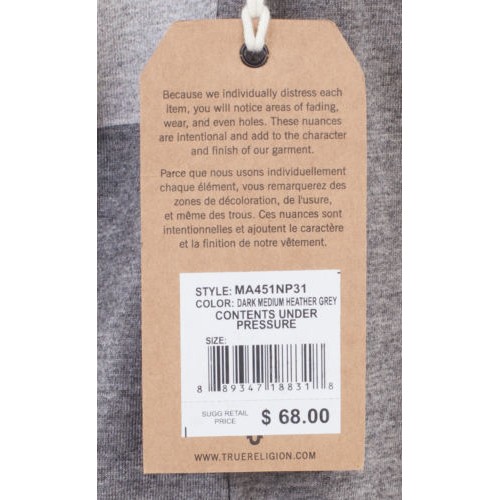 Because we individually distress each
item, you will notice areas of fading,
wear, and even holes. These nuances
are intentional and add to the character
and finish of our garment.
Parce que nous usons individuellement
chaque élément, vous remarquerez des
zones de décoloration, de l'usure,
et même des trous. Ces nuances sont
intentionnelles et ajoutent le caractère
et la finition de notre vêtement.
STYLE: MA451NP31
COLOR: DARK MEDIUM HEATHER GREY
CONTENTS UNDER
PRESSURE
SIZE:
8 89347 18831 8
SUGG RETAIL
PRICE
$ 68.00
WWW.TRUERELIGION.COM